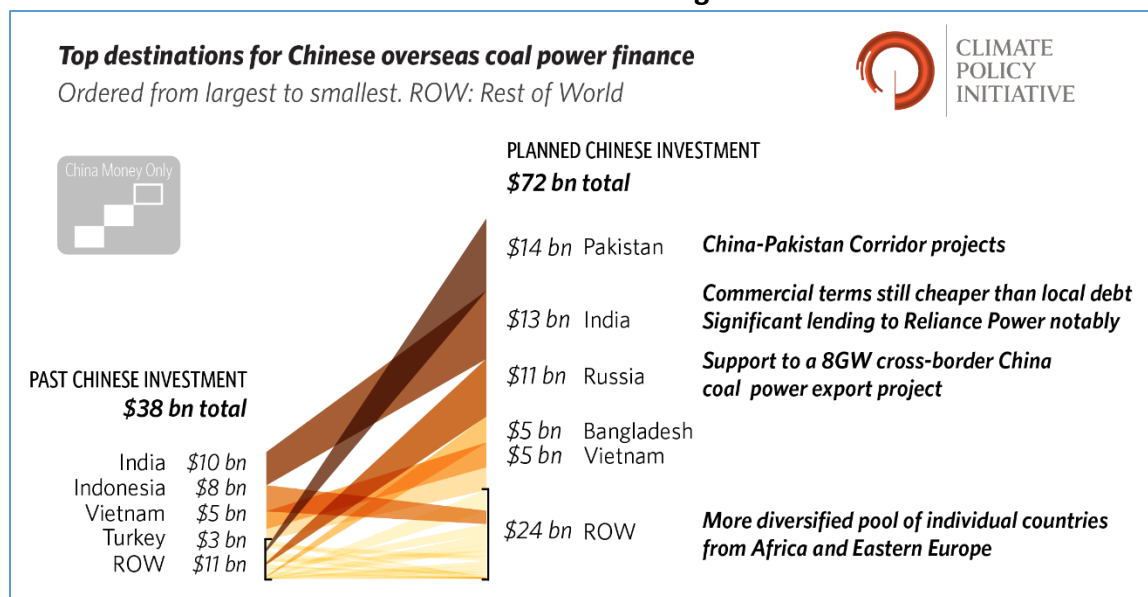 Top destinations for Chinese overseas coal power finance
Ordered from largest to smallest. ROW: Rest of World
CLIMATE
POLICY
INITIATIVE
China Money Only
PLANNED CHINESE INVESTMENT
$72 bn total
$14 bn Pakistan China-Pakistan Corridor projects
$13 bn India Commercial terms still cheaper than local debt
Significant lending to Reliance Power notably
$11 bn Russia Support to a 8GW cross-border China
coal power export project
$5 bn Bangladesh
$5 bn Vietnam
$24 bn ROW More diversified pool of individual countries
from Africa and Eastern Europe
PAST CHINESE INVESTMENT
$38 bn total
India $10 bn
Indonesia $8 bn
Vietnam $5 bn
Turkey $3 bn
ROW $11 bn